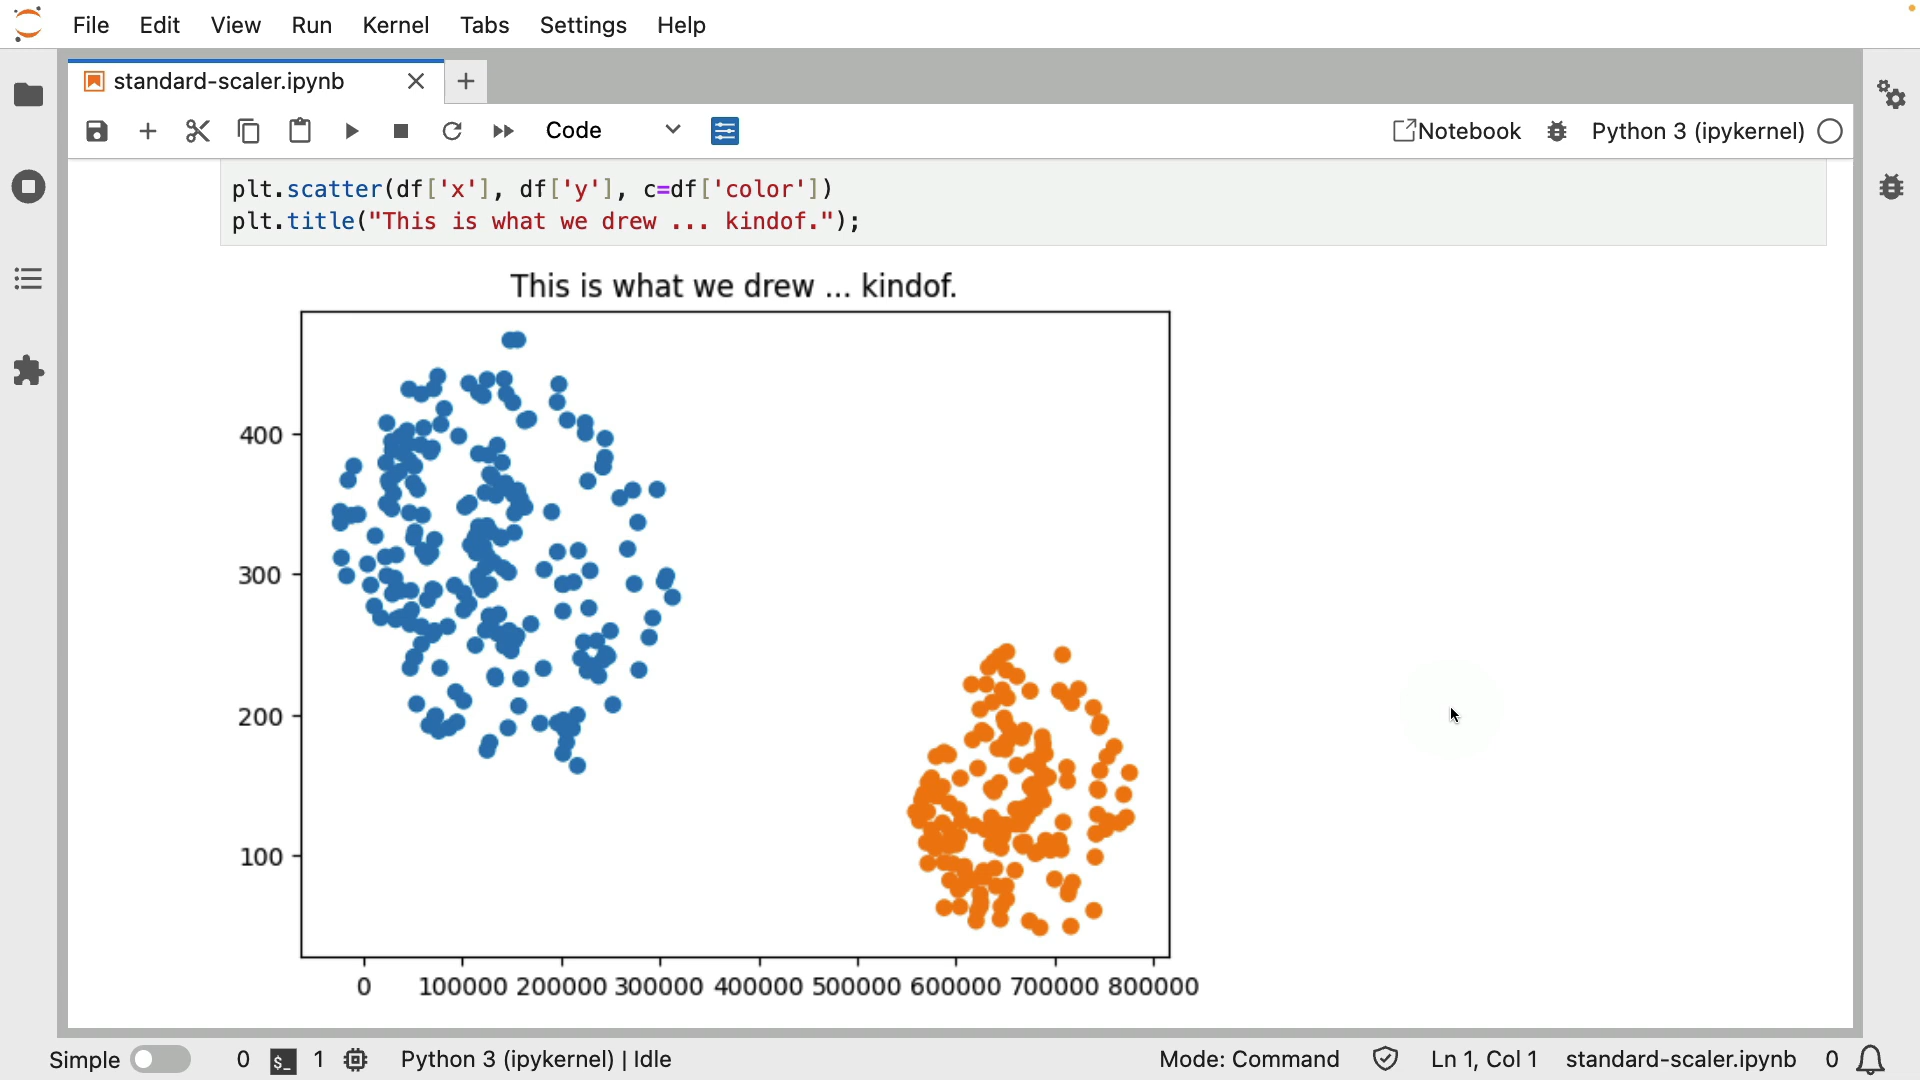 File Edit View Run Kernel Tabs Settings Help
standard-scaler.ipynb
Code
Notebook
Python 3 (ipykernel)
plt.scatter(df['x'], df['y'], c=df['color'])
plt.title("This is what we drew ... kindof.");
This is what we drew ... kindof.
400
300
200
100
0 100000 200000 300000 400000 500000 600000 700000 800000
Simple 0 $_ 1 Python 3 (ipykernel) | Idle Mode: Command Ln 1, Col 1 standard-scaler.ipynb 0